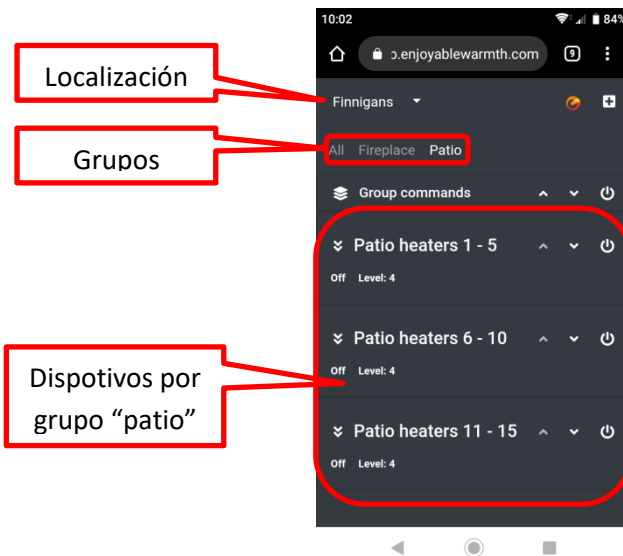 10:02
84%
ɔ.enjoyablewarmth.com
9
Localización
Finnigans
Grupos
All Fireplace Patio
Group commands
Patio heaters 1 - 5
Off Level: 4
Patio heaters 6 - 10
Off Level: 4
Dispotivos por
grupo “patio”
Patio heaters 11 - 15
Off Level: 4